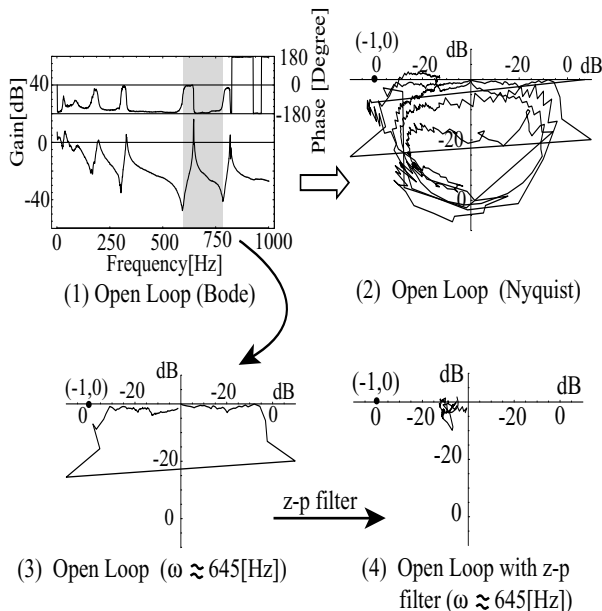 180
0
-180
Phase [Degree]
40
0
-40
Gain[dB]
0 250 500 750 1000
Frequency[Hz]
(1) Open Loop (Bode)
(-1,0) dB
-20 -20 dB
-20
0
(2) Open Loop (Nyquist)
(-1,0) dB dB
0 -20 -20 0
-20
0
z-p filter
(3) Open Loop (ω ≈ 645[Hz])
(-1,0) dB dB
0 -20 -20 0
-20
0
(4) Open Loop with z-p
filter (ω ≈ 645[Hz])